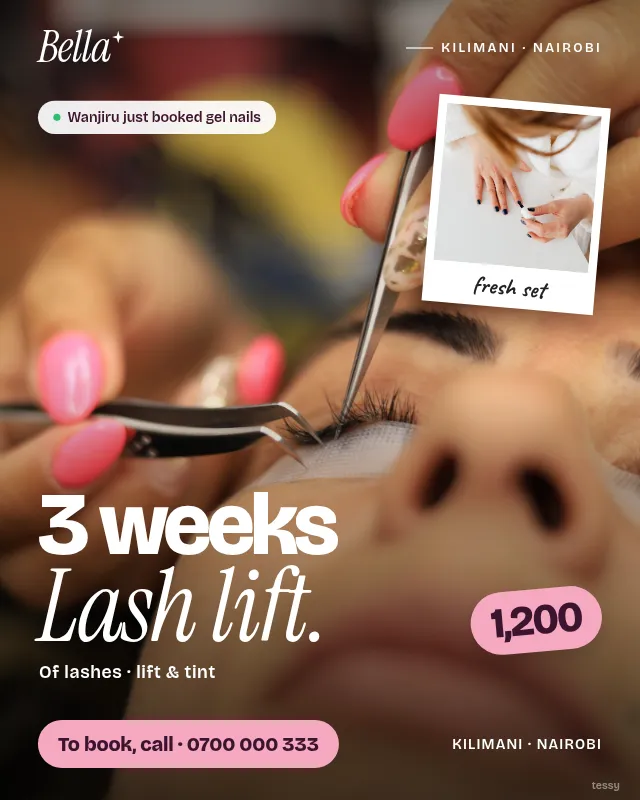 Bella
KILIMANI · NAIROBI
Wanjiru just booked gel nails
fresh set
3 weeks
Lash lift.
1,200
Of lashes · lift & tint
To book, call · 0700 000 333
KILIMANI · NAIROBI
tessy